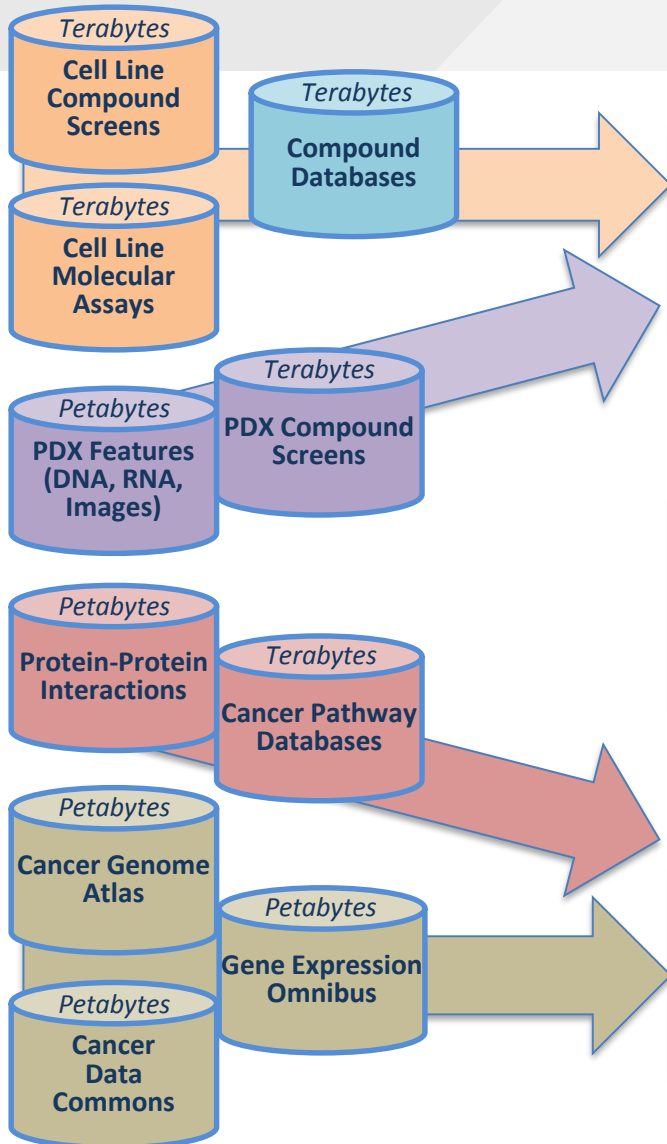 Terabytes
Cell Line
Compound
Screens
Terabytes
Compound
Databases
Terabytes
Cell Line
Molecular
Assays
Terabytes
PDX Compound
Screens
Petabytes
PDX Features
(DNA, RNA,
Images)
Petabytes
Protein-Protein
Interactions
Terabytes
Cancer Pathway
Databases
Petabytes
Cancer Genome
Atlas
Petabytes
Gene Expression
Omnibus
Petabytes
Cancer
Data
Commons